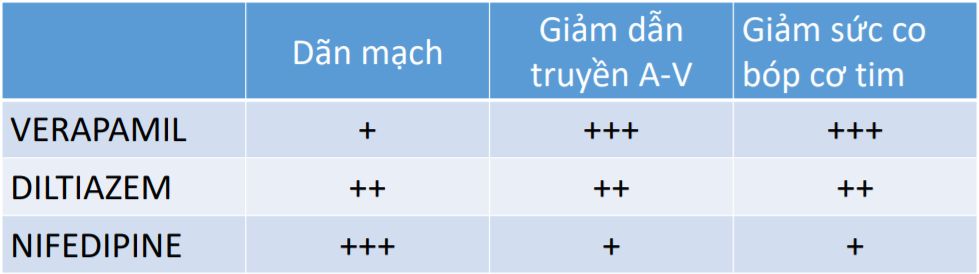 Dãn mạch
Giảm dẫn
truyền A-V
Giảm sức co
bóp cơ tim
VERAPAMIL + +++ +++
DILTIAZEM ++ ++ ++
NIFEDIPINE +++ + +